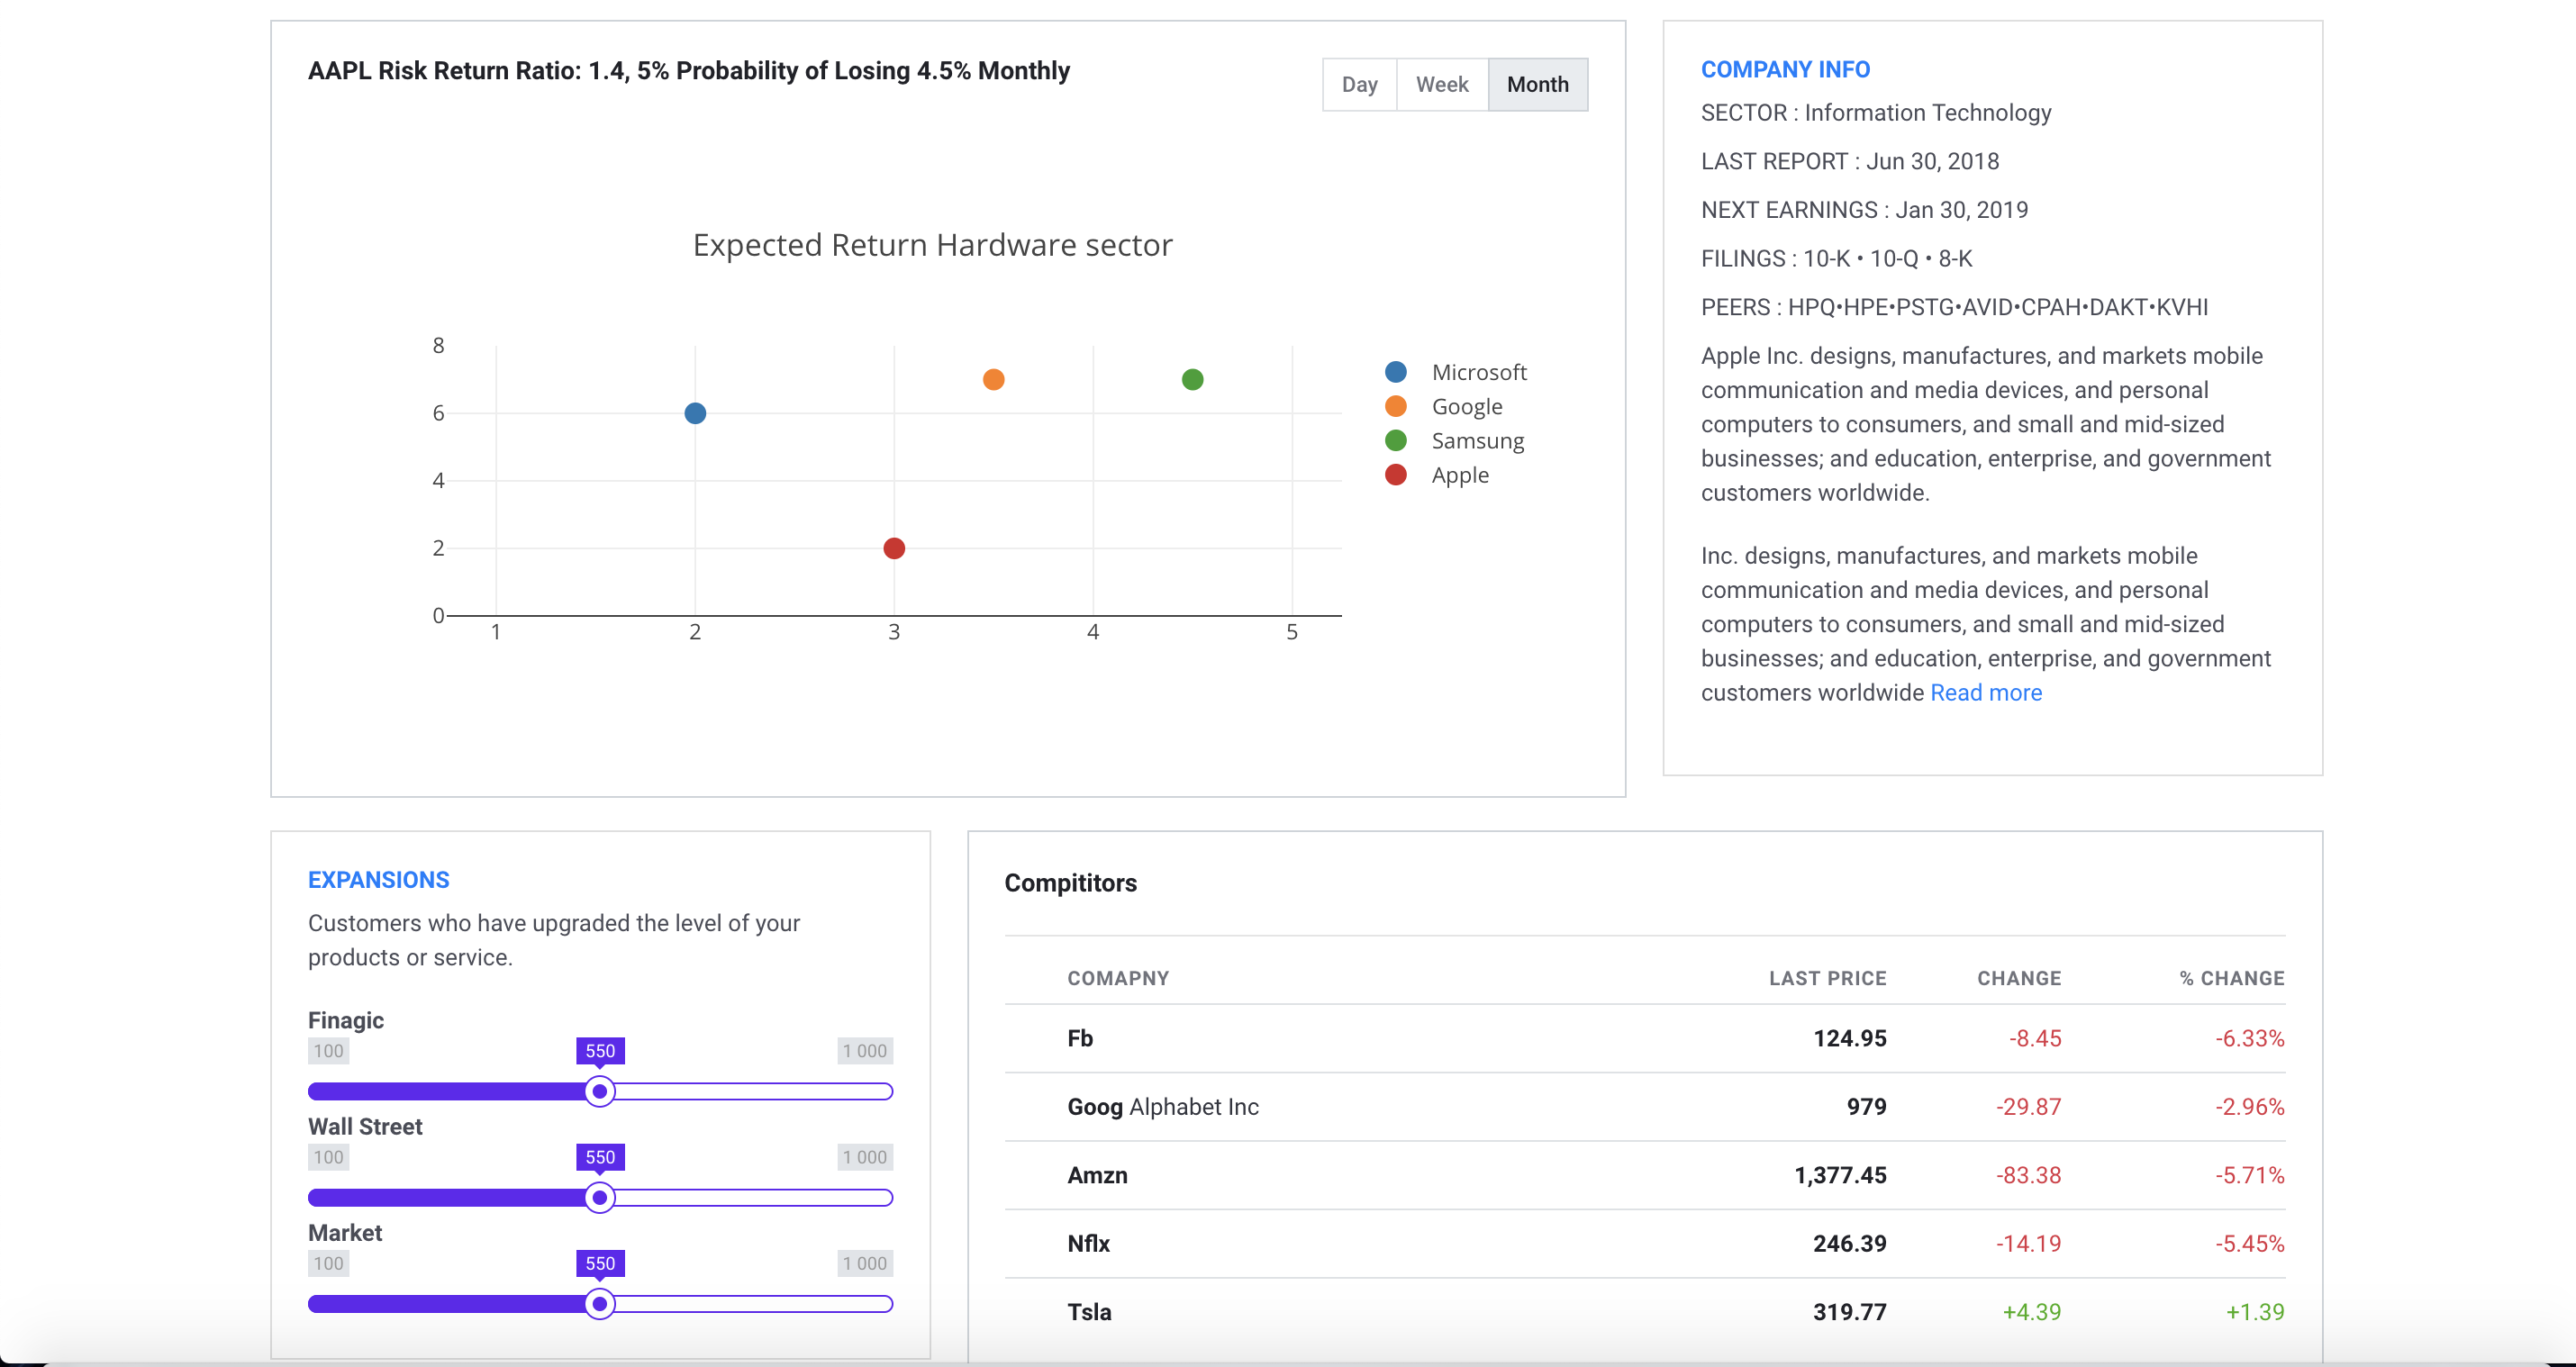 AAPL Risk Return Ratio: 1.4, 5% Probability of Losing 4.5% Monthly
Day Week Month
Expected Return Hardware sector
8
6
4
2
0
1 2 3 4 5
Microsoft
Google
Samsung
Apple
COMPANY INFO
SECTOR : Information Technology
LAST REPORT : Jun 30, 2018
NEXT EARNINGS : Jan 30, 2019
FILINGS : 10-K • 10-Q • 8-K
PEERS : HPQ•HPE•PSTG•AVID•CPAH•DAKT•KVHI
Apple Inc. designs, manufactures, and markets mobile
communication and media devices, and personal
computers to consumers, and small and mid-sized
businesses; and education, enterprise, and government
customers worldwide.
Inc. designs, manufactures, and markets mobile
communication and media devices, and personal
computers to consumers, and small and mid-sized
businesses; and education, enterprise, and government
customers worldwide Read more
EXPANSIONS
Customers who have upgraded the level of your
products or service.
Finagic
100 550 1 000
Wall Street
100 550 1 000
Market
100 550 1 000
Compititors
COMAPNY LAST PRICE CHANGE % CHANGE
Fb 124.95 -8.45 -6.33%
Goog Alphabet Inc 979 -29.87 -2.96%
Amzn 1,377.45 -83.38 -5.71%
Nflx 246.39 -14.19 -5.45%
Tsla 319.77 +4.39 +1.39